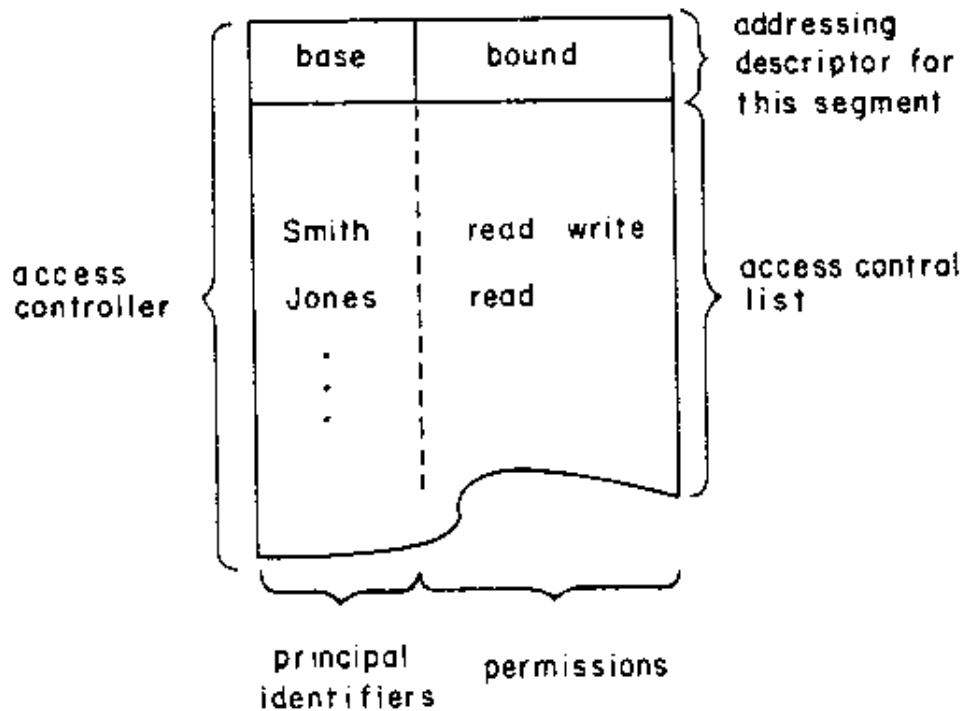 base
bound
addressing
descriptor for
this segment
Smith
read write
Jones
read
access
controller
access control
list
principal
identifiers
permissions